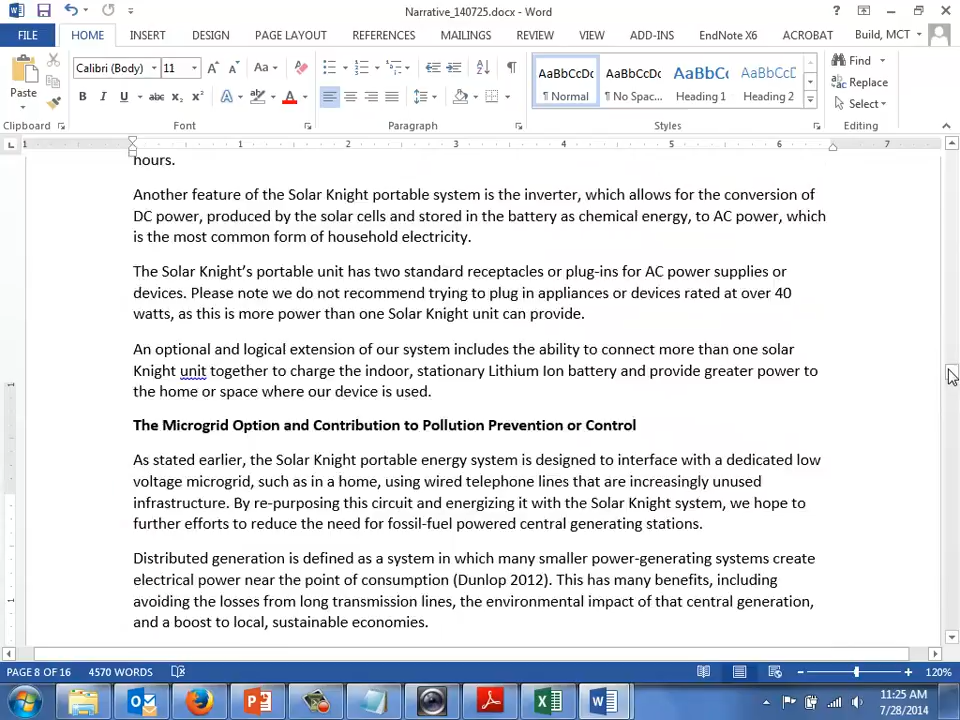 Narrative_140725.docx - Word
FILE HOME INSERT DESIGN PAGE LAYOUT REFERENCES MAILINGS REVIEW VIEW ADD-INS EndNote X6 ACROBAT Build, MCT
Calibri (Body) 11 Aa
Paste
B I U abc X2 X2 A A
AaBbCcDc AaBbCcDc AaBbC AaBbCcD
¶ Normal ¶ No Spac... Heading 1 Heading 2
Find
Replace
Select
Clipboard Font Paragraph Styles Editing
1 1 2 3 4 5 6 7
hours.
Another feature of the Solar Knight portable system is the inverter, which allows for the conversion of
DC power, produced by the solar cells and stored in the battery as chemical energy, to AC power, which
is the most common form of household electricity.
The Solar Knight’s portable unit has two standard receptacles or plug-ins for AC power supplies or
devices. Please note we do not recommend trying to plug in appliances or devices rated at over 40
watts, as this is more power than one Solar Knight unit can provide.
An optional and logical extension of our system includes the ability to connect more than one solar
Knight unit together to charge the indoor, stationary Lithium Ion battery and provide greater power to
the home or space where our device is used.
The Microgrid Option and Contribution to Pollution Prevention or Control
As stated earlier, the Solar Knight portable energy system is designed to interface with a dedicated low
voltage microgrid, such as in a home, using wired telephone lines that are increasingly unused
infrastructure. By re-purposing this circuit and energizing it with the Solar Knight system, we hope to
further efforts to reduce the need for fossil-fuel powered central generating stations.
Distributed generation is defined as a system in which many smaller power-generating systems create
electrical power near the point of consumption (Dunlop 2012). This has many benefits, including
avoiding the losses from long transmission lines, the environmental impact of that central generation,
and a boost to local, sustainable economies.
PAGE 8 OF 16 4570 WORDS 120%
11:25 AM
7/28/2014